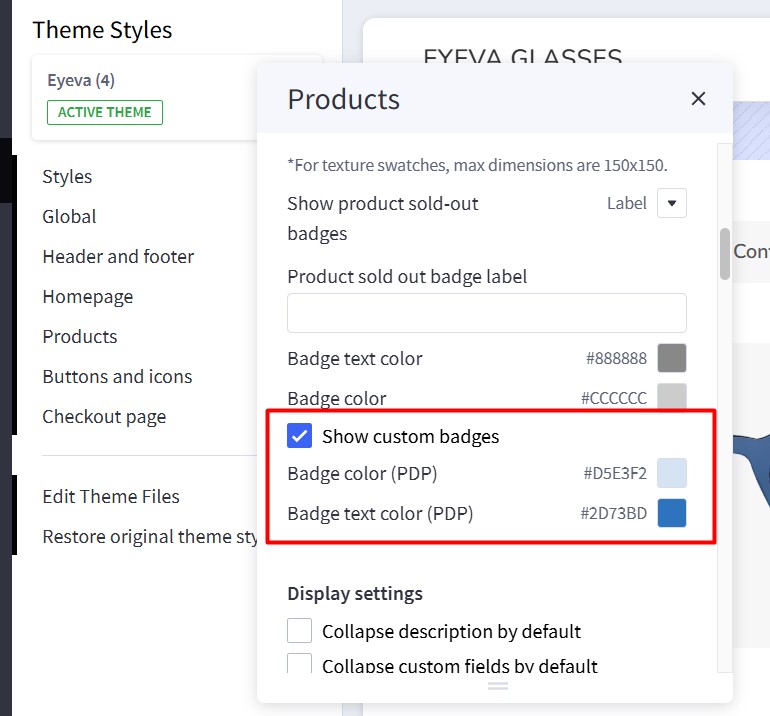 Theme Styles
Eyeva (4)
ACTIVE THEME
Styles
Global
Header and footer
Homepage
Products
Buttons and icons
Checkout page
Edit Theme Files
Restore original theme
EYEVA GLASSES
Products
*For texture swatches, max dimensions are 150x150.
Show product sold-out
badges
Label
Product sold out badge label
Badge text color #888888
Badge color #CCCCCC
Show custom badges
Badge color (PDP) #D5E3F2
Badge text color (PDP) #2D73BD
Display settings
Collapse description by default
Collapse custom fields by default